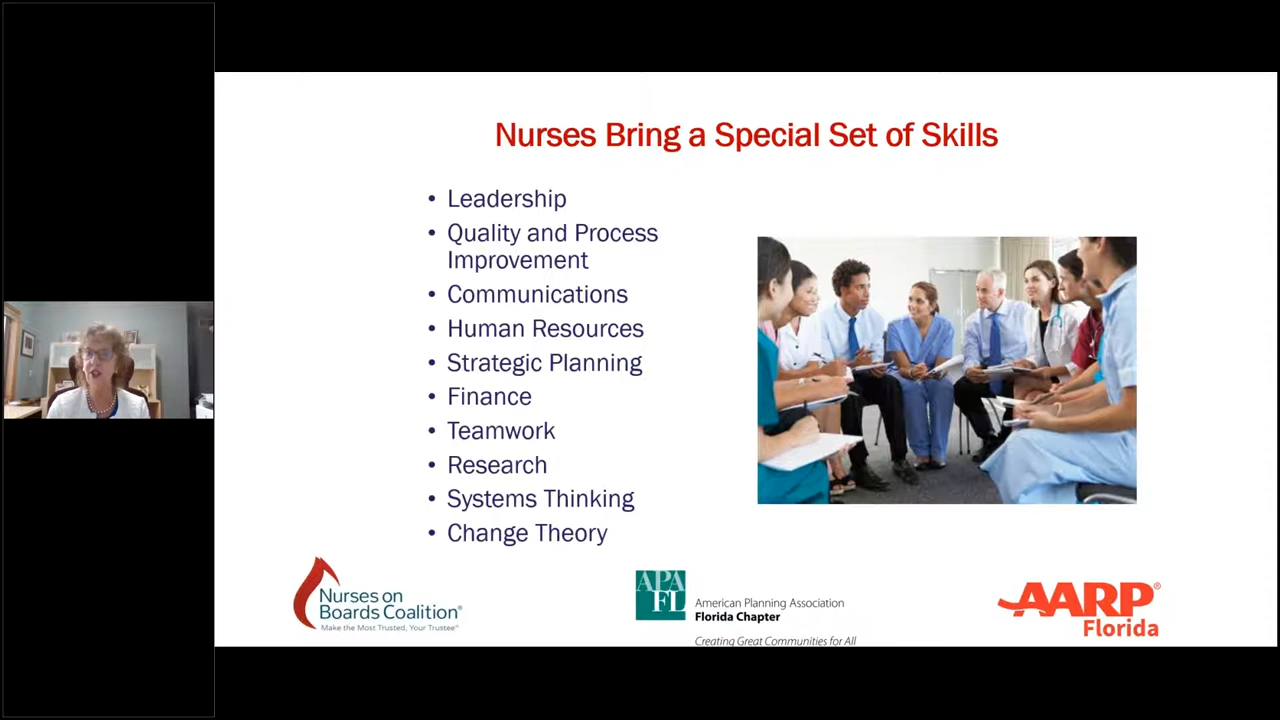 Nurses Bring a Special Set of Skills
• Leadership
• Quality and Process
Improvement
• Communications
• Human Resources
• Strategic Planning
• Finance
• Teamwork
• Research
• Systems Thinking
• Change Theory
Nurses on
Boards Coalition®
Make the Most Trusted, Your Trustee™
APA
FL
American Planning Association
Florida Chapter
Creating Great Communities for All
AARP®
Florida